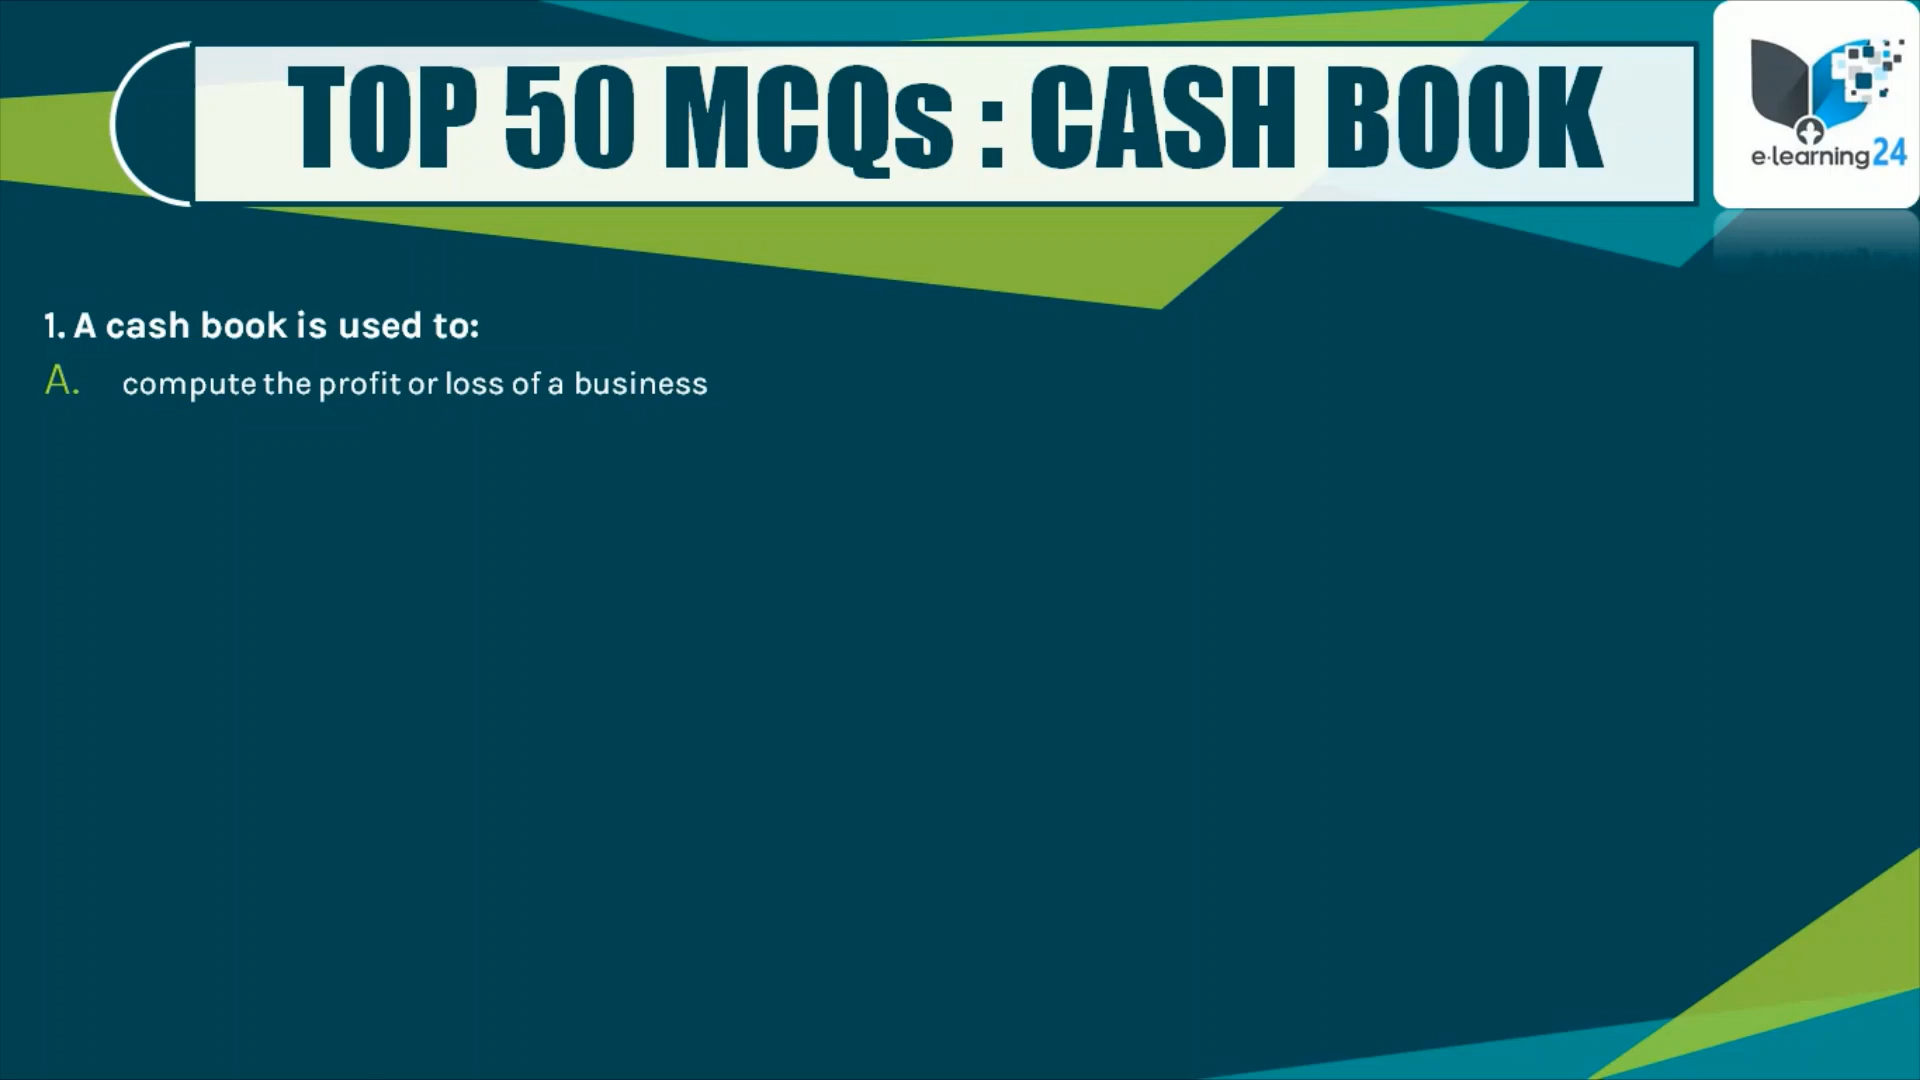 TOP 50 MCQs : CASH BOOK
e·learning24
1. A cash book is used to:
A. compute the profit or loss of a business